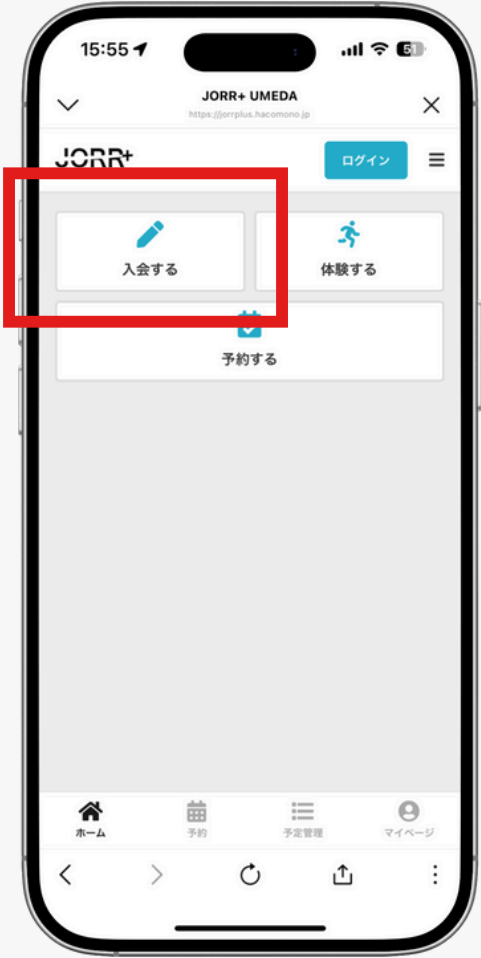 15:55
51
JORR+ UMEDA
https://jorrplus.hacomono.jp
JORR+
ログイン
入会する
体験する
予約する
ホーム
予約
予定管理
マイページ